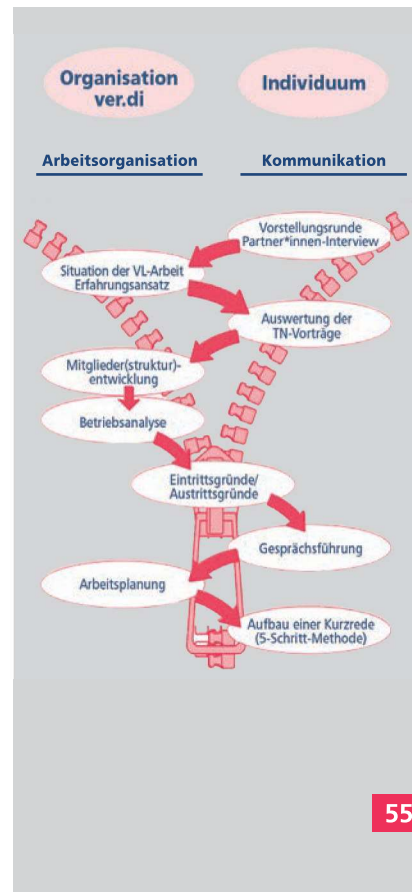 Organisation
ver.di
Individuum
Arbeitsorganisation
Kommunikation
Vorstellungsrunde
Partner*innen-Interview
Situation der VL-Arbeit
Erfahrungsansatz
Auswertung der
TN-Vorträge
Mitglieder(struktur)-
entwicklung
Betriebsanalyse
Eintrittsgründe/
Austrittsgründe
Gesprächsführung
Arbeitsplanung
Aufbau einer Kurzrede
(5-Schritt-Methode)
55